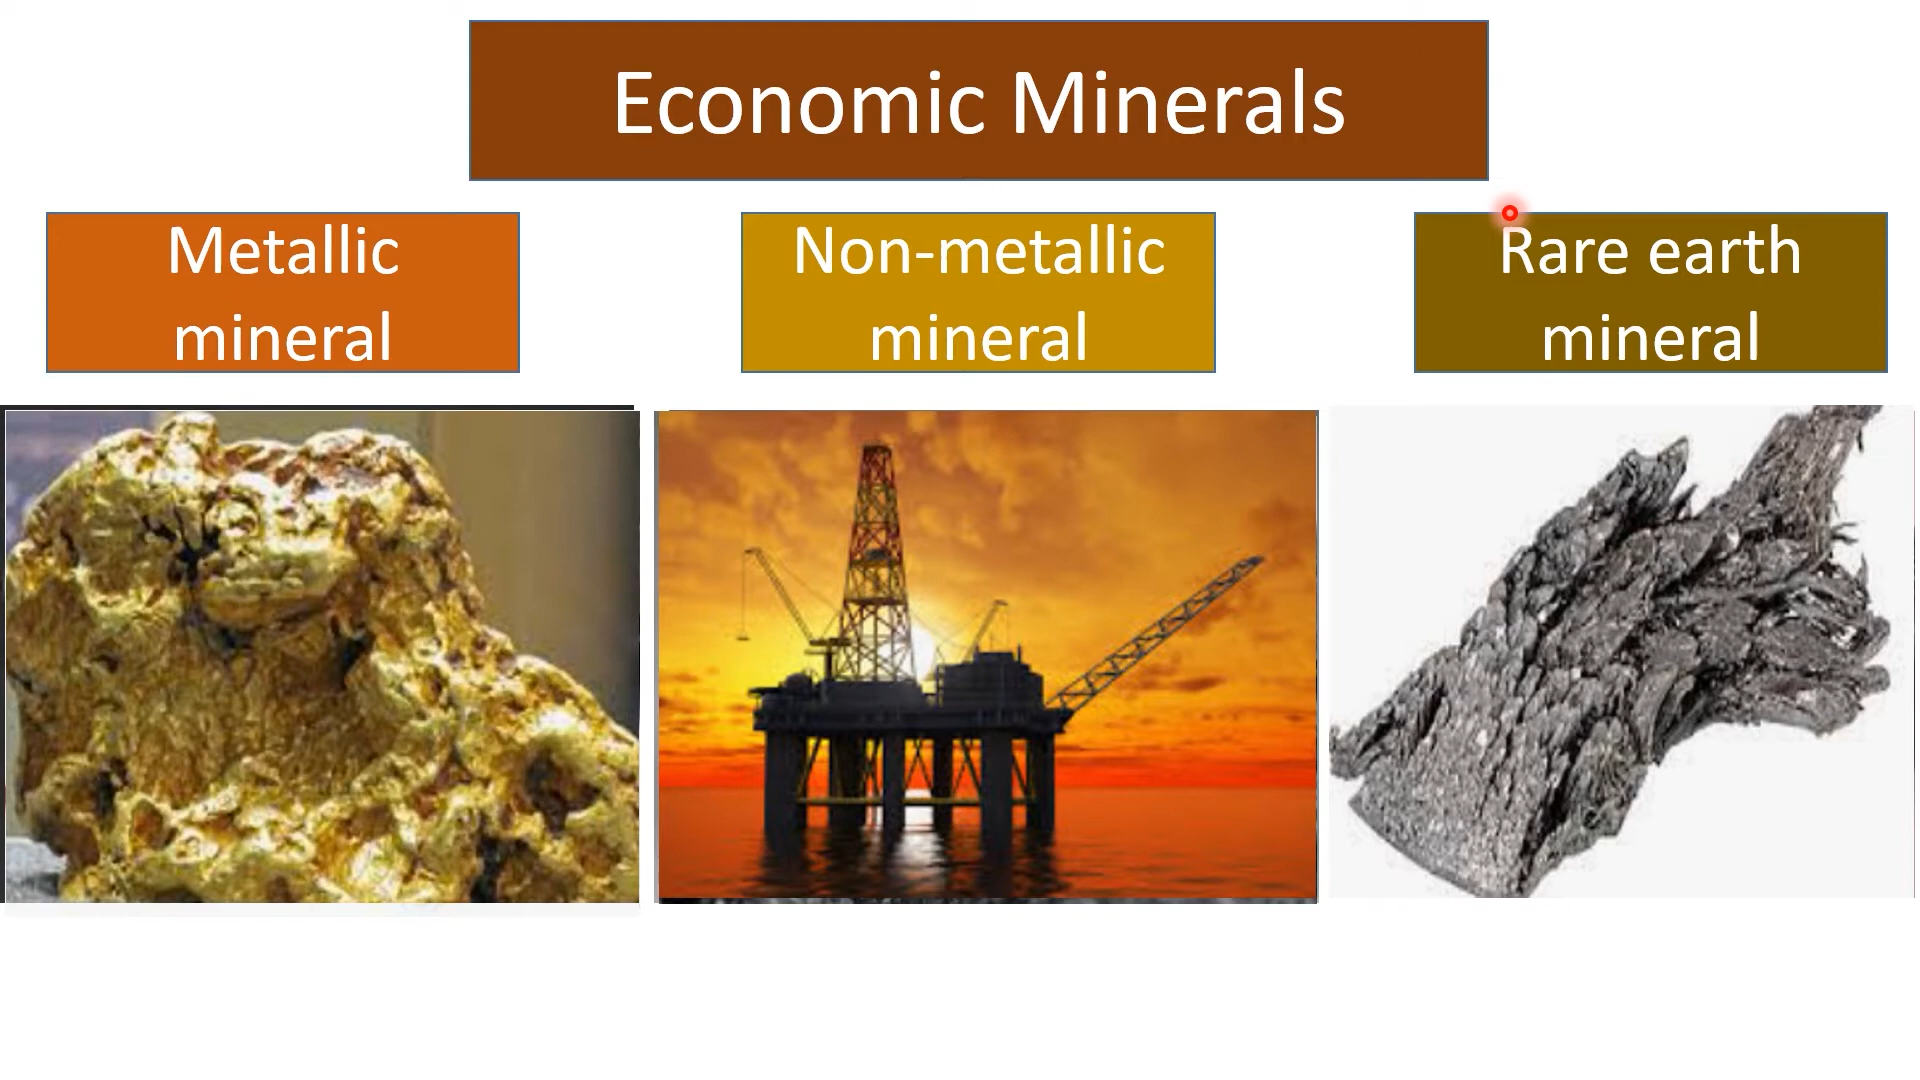 Economic Minerals
Metallic
mineral
Non-metallic
mineral
Rare earth
mineral